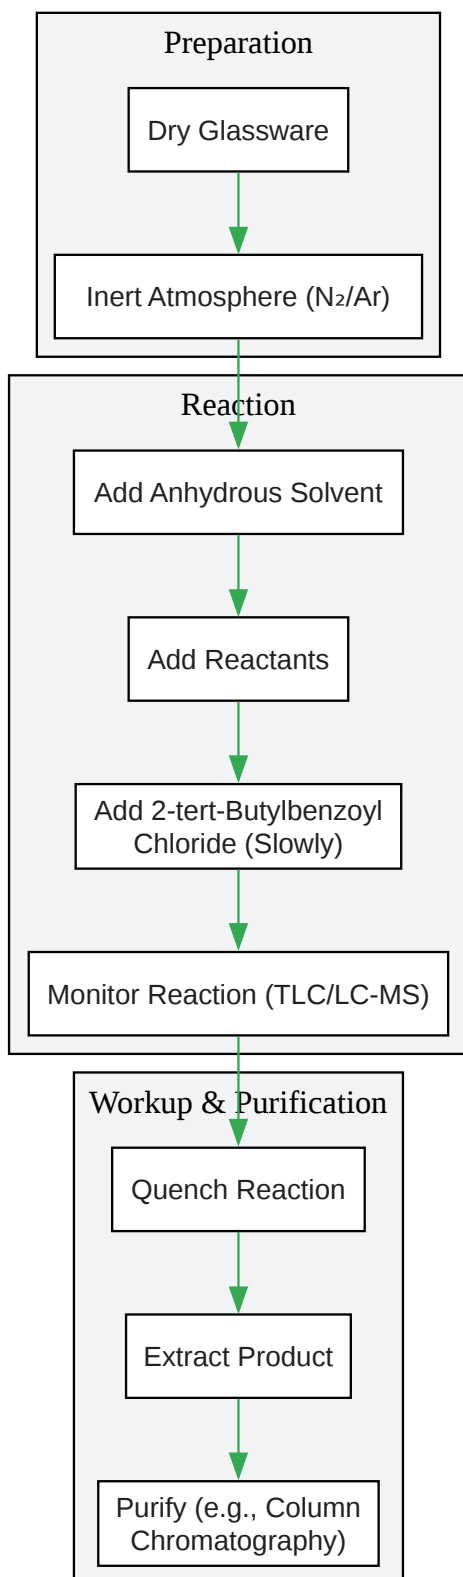 Preparation
Dry Glassware
Inert Atmosphere (N₂/Ar)
Reaction
Add Anhydrous Solvent
Add Reactants
Add 2-tert-Butylbenzoyl
Chloride (Slowly)
Monitor Reaction (TLC/LC-MS)
Workup & Purification
Quench Reaction
Extract Product
Purify (e.g., Column
Chromatography)